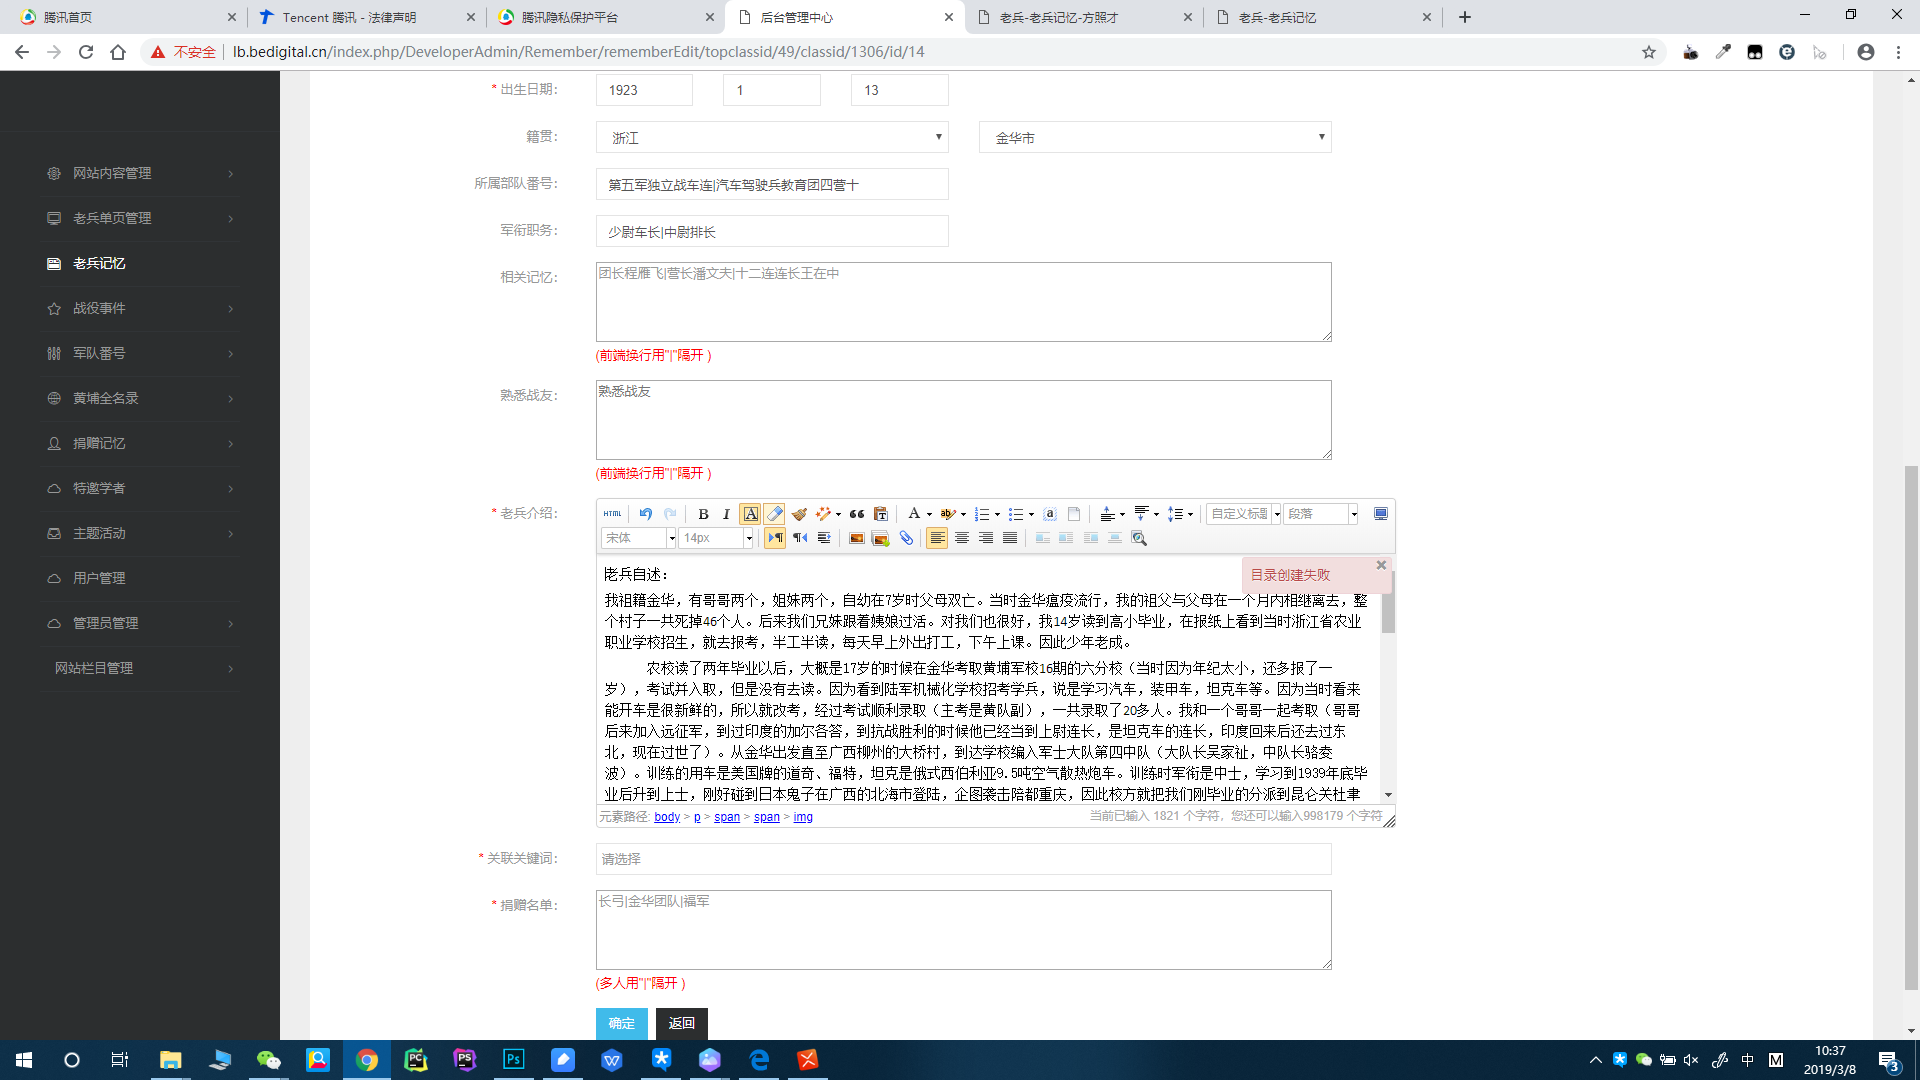 腾讯首页
Tencent 腾讯 - 法律声明
腾讯隐私保护平台
后台管理中心
老兵-老兵记忆-方照才
老兵-老兵记忆
不安全
lb.bedigital.cn/index.php/DeveloperAdmin/Remember/rememberEdit/topclassid/49/classid/1306/id/14
网站内容管理
老兵单页管理
老兵记忆
战役事件
军队番号
黄埔全名录
捐赠记忆
特邀学者
主题活动
用户管理
管理员管理
网站栏目管理
* 出生日期: 1923 1 13
籍贯: 浙江 金华市
所属部队番号: 第五军独立战车连|汽车驾驶兵教育团四营十
军衔职务: 少尉车长|中尉排长
相关记忆: 团长程雁飞|营长潘文夫|十二连连长王在中
(前端换行用"|"隔开 )
熟悉战友: 熟悉战友
(前端换行用"|"隔开 )
* 老兵介绍:
HTML B I A A 自定义标题 段落
宋体 14px
目录创建失败
老兵自述：
我祖籍金华，有哥哥两个，姐妹两个，自幼在7岁时父母双亡。当时金华瘟疫流行，我的祖父与父母在一个月内相继离去，整
个村子一共死掉46个人。后来我们兄妹跟着姨娘过活。对我们也很好，我14岁读到高小毕业，在报纸上看到当时浙江省农业
职业学校招生，就去报考，半工半读，每天早上外出打工，下午上课。因此少年老成。
农校读了两年毕业以后，大概是17岁的时候在金华考取黄埔军校16期的六分校（当时因为年纪太小，还多报了一
岁），考试并入取，但是没有去读。因为看到陆军机械化学校招考学兵，说是学习汽车，装甲车，坦克车等。因为当时看来
能开车是很新鲜的，所以就改考，经过考试顺利录取（主考是黄队副），一共录取了20多人。我和一个哥哥一起考取（哥哥
后来加入远征军，到过印度的加尔各答，到抗战胜利的时候他已经当到上尉连长，是坦克车的连长，印度回来后还去过东
北，现在过世了）。从金华出发直至广西柳州的大桥村，到达学校编入军士大队第四中队（大队长吴家祉，中队长骆奕
波）。训练的用车是美国牌的道奇、福特，坦克是俄式西伯利亚9.5吨空气散热炮车。训练时军衔是中士，学习到1939年底毕
业后升到上士，刚好碰到日本鬼子在广西的北海市登陆，企图袭击陪都重庆，因此校方就把我们刚毕业的分派到昆仑关杜聿
元素路径: body > p > span > span > img
当前已输入 1821 个字符，您还可以输入998179 个字符
* 关联关键词: 请选择
* 捐赠名单: 长弓|金华团队|福军
(多人用"|"隔开 )
确定 返回
中 M
10:37
2019/3/8
3